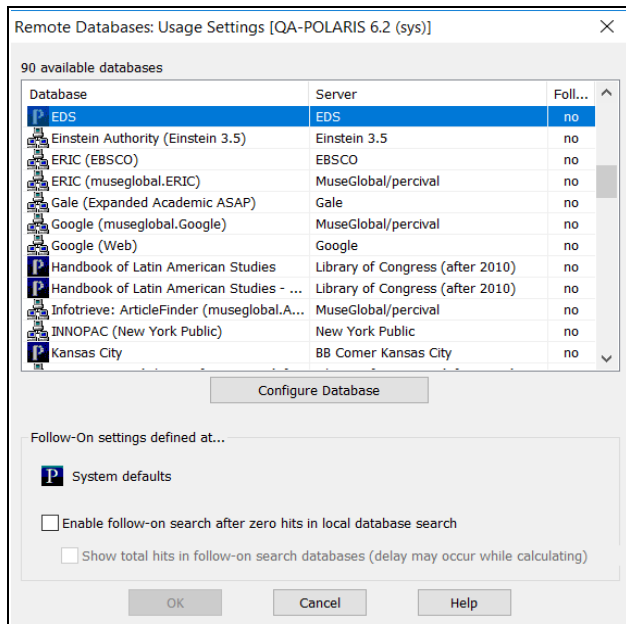 Remote Databases: Usage Settings [QA-POLARIS 6.2 (sys)]
90 available databases
Database Server Foll...
EDS EDS no
Einstein Authority (Einstein 3.5) Einstein 3.5 no
ERIC (EBSCO) EBSCO no
ERIC (museglobal.ERIC) MuseGlobal/percival no
Gale (Expanded Academic ASAP) Gale no
Google (museglobal.Google) MuseGlobal/percival no
Google (Web) Google no
Handbook of Latin American Studies Library of Congress (after 2010) no
Handbook of Latin American Studies - ... Library of Congress (after 2010) no
Infotrieve: ArticleFinder (museglobal.A... MuseGlobal/percival no
INNOPAC (New York Public) New York Public no
Kansas City BB Comer Kansas City no
Configure Database
Follow-On settings defined at...
P System defaults
Enable follow-on search after zero hits in local database search
Show total hits in follow-on search databases (delay may occur while calculating)
OK Cancel Help